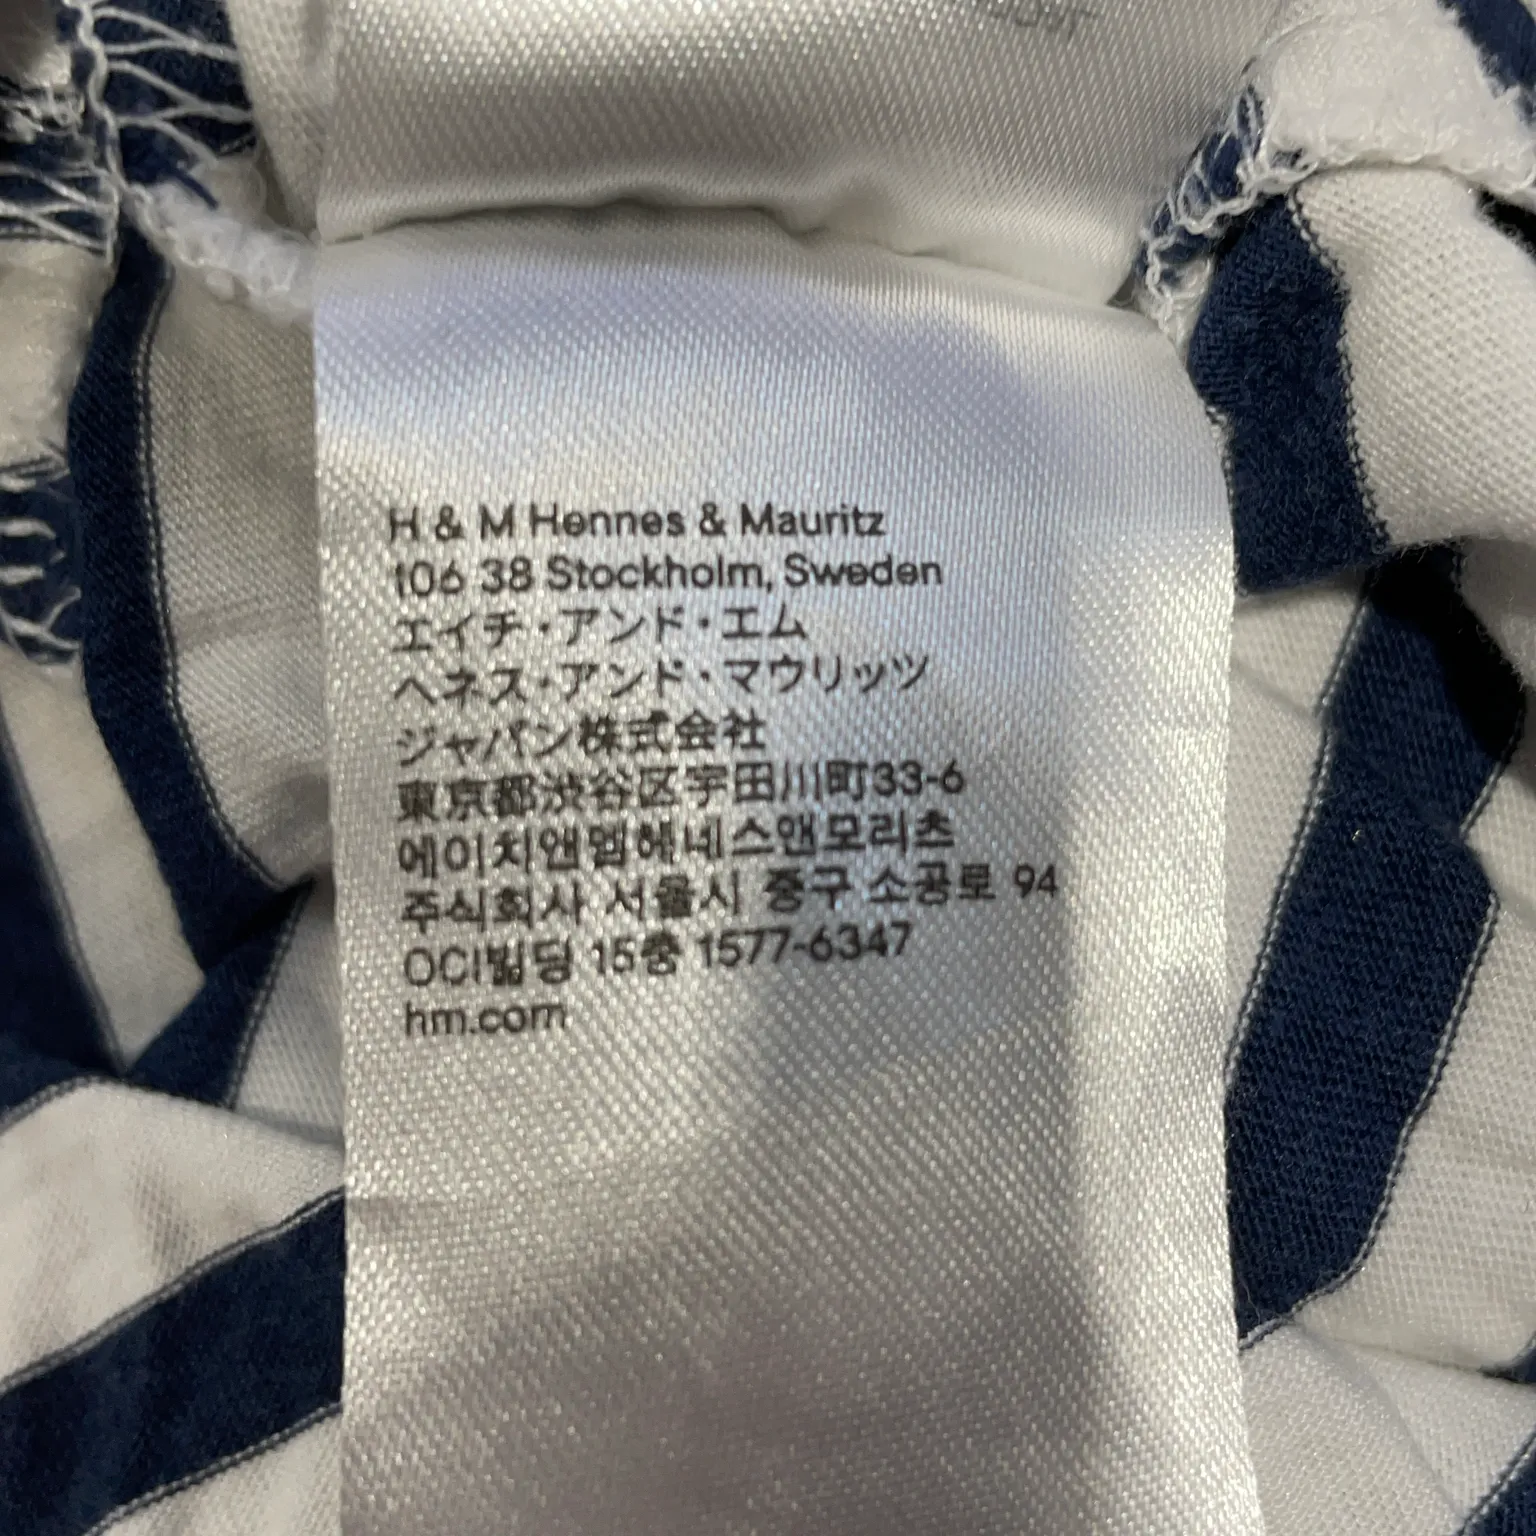 H & M Hennes & Mauritz
106 38 Stockholm, Sweden
エイチ・アンド・エム
ヘネス・アンド・マウリッツ
ジャパン株式会社
東京都渋谷区宇田川町33-6
에이치앤엠헤네스앤모리츠
주식회사 서울시 중구 소공로 94
OCI빌딩 15층 1577-6347
hm.com